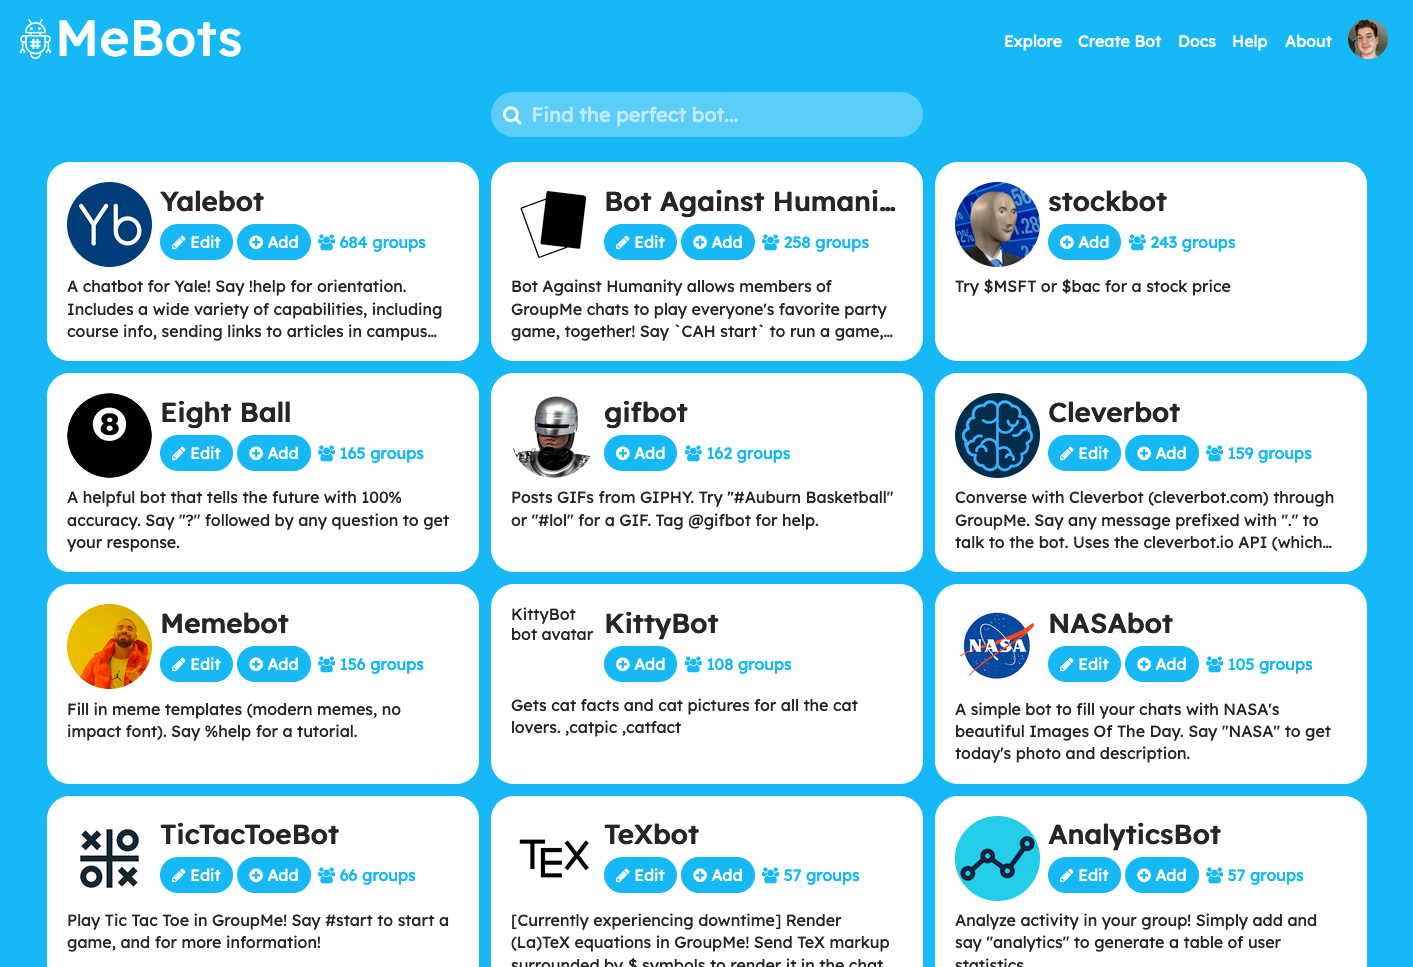 MeBots
Explore Create Bot Docs Help About
Find the perfect bot...
Yb
Yalebot
Edit Add 684 groups
A chatbot for Yale! Say !help for orientation.
Includes a wide variety of capabilities, including
course info, sending links to articles in campus...
Bot Against Humani...
Edit Add 258 groups
Bot Against Humanity allows members of
GroupMe chats to play everyone's favorite party
game, together! Say `CAH start` to run a game,...
stockbot
Add 243 groups
Try $MSFT or $bac for a stock price
8
Eight Ball
Edit Add 165 groups
A helpful bot that tells the future with 100%
accuracy. Say "?" followed by any question to get
your response.
gifbot
Add 162 groups
Posts GIFs from GIPHY. Try "#Auburn Basketball"
or "#lol" for a GIF. Tag @gifbot for help.
Cleverbot
Edit Add 159 groups
Converse with Cleverbot (cleverbot.com) through
GroupMe. Say any message prefixed with "." to
talk to the bot. Uses the cleverbot.io API (which...
Memebot
Edit Add 156 groups
Fill in meme templates (modern memes, no
impact font). Say %help for a tutorial.
KittyBot
bot avatar
KittyBot
Add 108 groups
Gets cat facts and cat pictures for all the cat
lovers. ,catpic ,catfact
NASA
NASAbot
Edit Add 105 groups
A simple bot to fill your chats with NASA's
beautiful Images Of The Day. Say "NASA" to get
today's photo and description.
TicTacToeBot
Edit Add 66 groups
Play Tic Tac Toe in GroupMe! Say #start to start a
game, and for more information!
TEX
TeXbot
Edit Add 57 groups
[Currently experiencing downtime] Render
(La)TeX equations in GroupMe! Send TeX markup
surrounded by $ symbols to render it in the chat
AnalyticsBot
Edit Add 57 groups
Analyze activity in your group! Simply add and
say "analytics" to generate a table of user
statistics